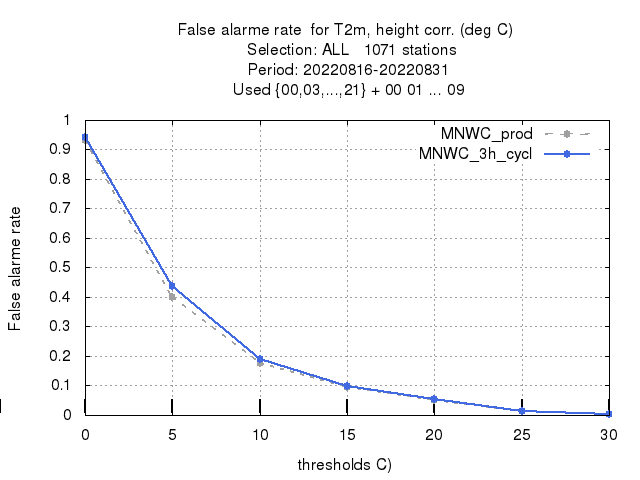 False alarme rate  for T2m, height corr. (deg C)
Selection: ALL   1071 stations
Period: 20220816-20220831
Used {00,03,...,21} + 00 01 ... 09
MNWC_prod
MNWC_3h_cycl
False alarme rate
1
0.9
0.8
0.7
0.6
0.5
0.4
0.3
0.2
0.1
0
0 5 10 15 20 25 30
thresholds C)